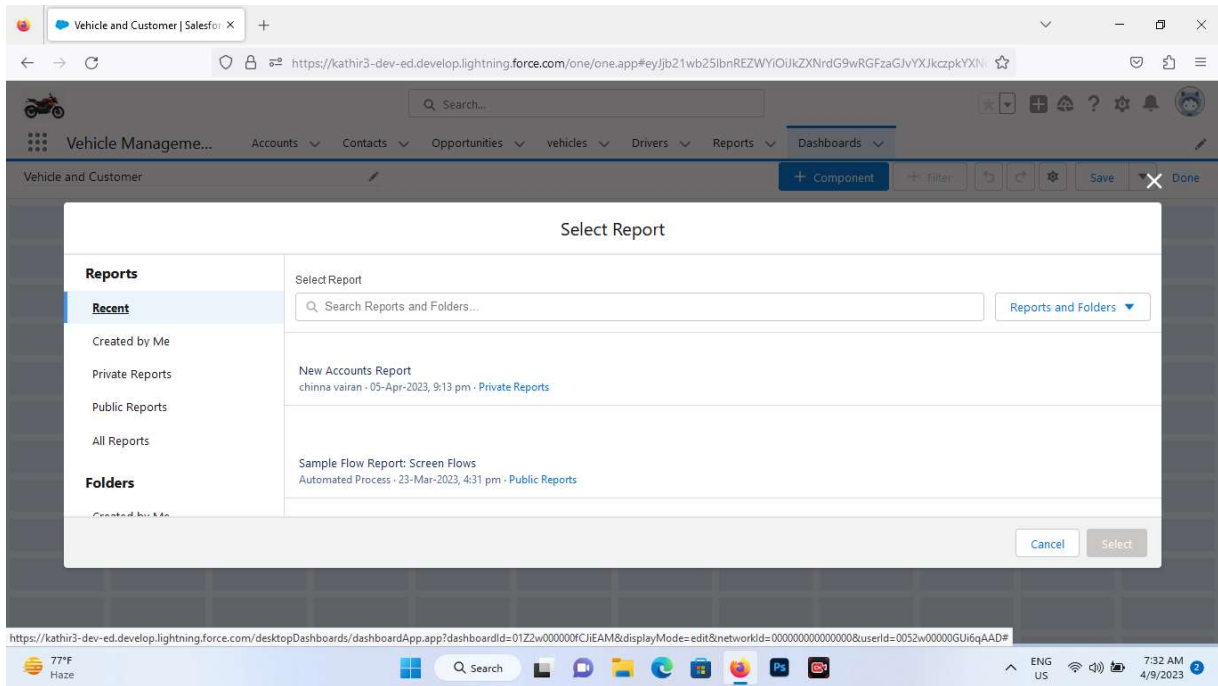 Vehicle and Customer | Salesfor
https://kathir3-dev-ed.develop.lightning.force.com/one/one.app#eyJjb21wb25lbnREZWYiOiJkZXNrdG9wRGFzaGJvYXJkczpkYXN
Search...
Vehicle Manageme...
Accounts
Contacts
Opportunities
vehicles
Drivers
Reports
Dashboards
Vehicle and Customer
+ Component
+ Filter
Save
Done
Select Report
Reports
Recent
Created by Me
Private Reports
Public Reports
All Reports
Folders
Created by Me
Select Report
Search Reports and Folders...
Reports and Folders
New Accounts Report
chinna vairan · 05-Apr-2023, 9:13 pm · Private Reports
Sample Flow Report: Screen Flows
Automated Process · 23-Mar-2023, 4:31 pm · Public Reports
Cancel
Select
https://kathir3-dev-ed.develop.lightning.force.com/desktopDashboards/dashboardApp.app?dashboardId=01Z2w000000fCJiEAM&displayMode=edit&networkId=000000000000000&userId=0052w00000GUi6qAAD#
77°F
Haze
Search
Ps
ENG
US
7:32 AM
4/9/2023
2